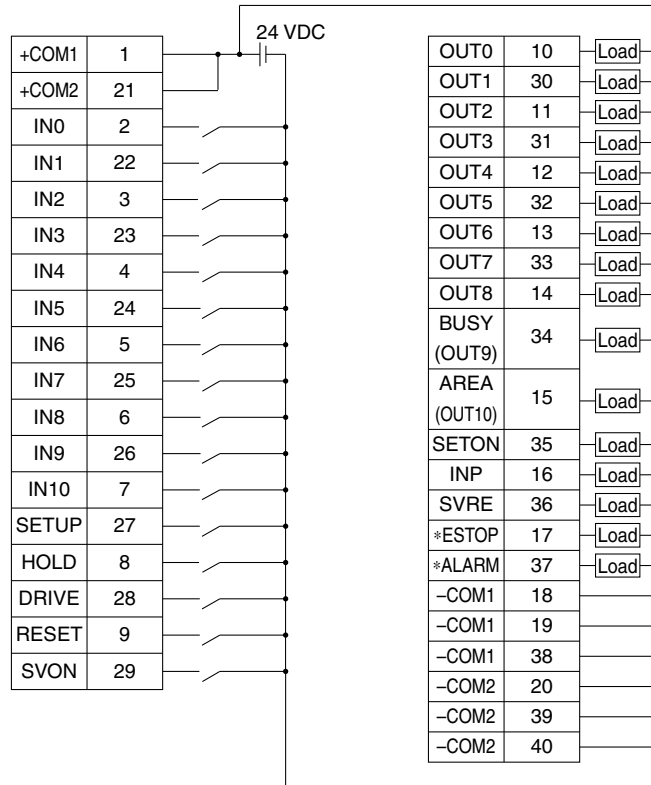 24 VDC
+COM1 1
+COM2 21
IN0 2
IN1 22
IN2 3
IN3 23
IN4 4
IN5 24
IN6 5
IN7 25
IN8 6
IN9 26
IN10 7
SETUP 27
HOLD 8
DRIVE 28
RESET 9
SVON 29
OUT0 10 Load
OUT1 30 Load
OUT2 11 Load
OUT3 31 Load
OUT4 12 Load
OUT5 32 Load
OUT6 13 Load
OUT7 33 Load
OUT8 14 Load
BUSY
(OUT9) 34 Load
AREA
(OUT10) 15 Load
SETON 35 Load
INP 16 Load
SVRE 36 Load
*ESTOP 17 Load
*ALARM 37 Load
–COM1 18
–COM1 19
–COM1 38
–COM2 20
–COM2 39
–COM2 40